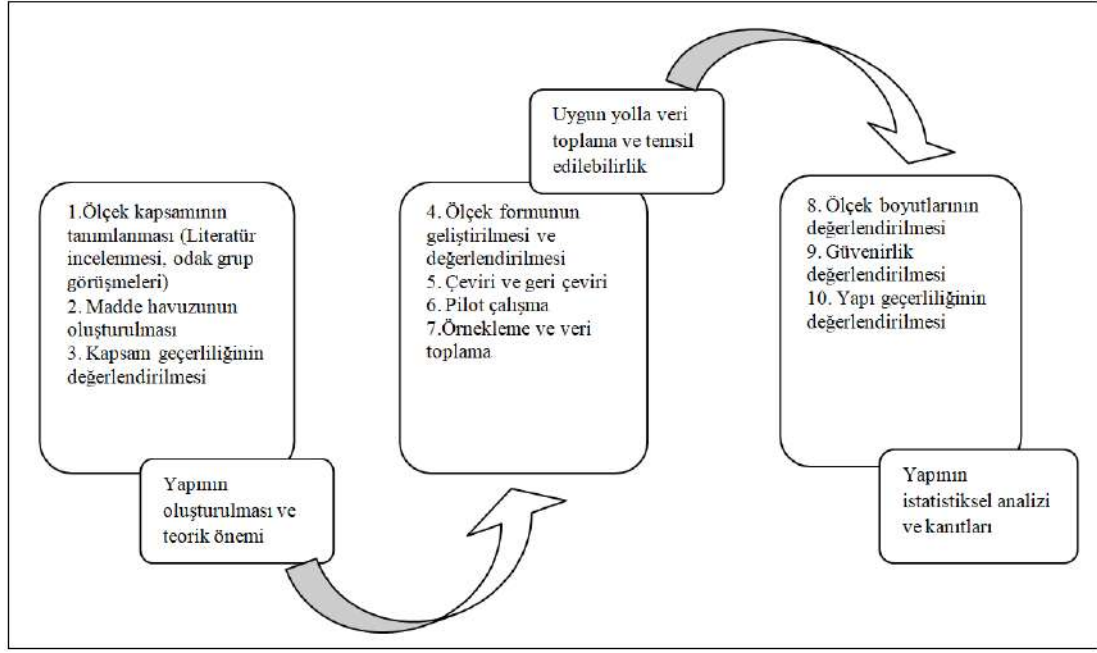 1.Ölçek kapsamının
tanımlanması (Literatür
incelenmesi, odak grup
görüşmeleri)
2. Madde havuzunun
oluşturulması
3. Kapsam geçerliliğinin
değerlendirilmesi
Yapının
oluşturulması ve
teorik önemi
Uygun yolla veri
toplama ve temsil
edilebilirlik
4. Ölçek formunun
geliştirilmesi ve
değerlendirilmesi
5. Çeviri ve geri çeviri
6. Pilot çalışma
7.Örnekleme ve veri
toplama
8. Ölçek boyutlarının
değerlendirilmesi
9. Güvenirlik
değerlendirilmesi
10. Yapı geçerliliğinin
değerlendirilmesi
Yapının
istatistiksel analizi
ve kanıtları